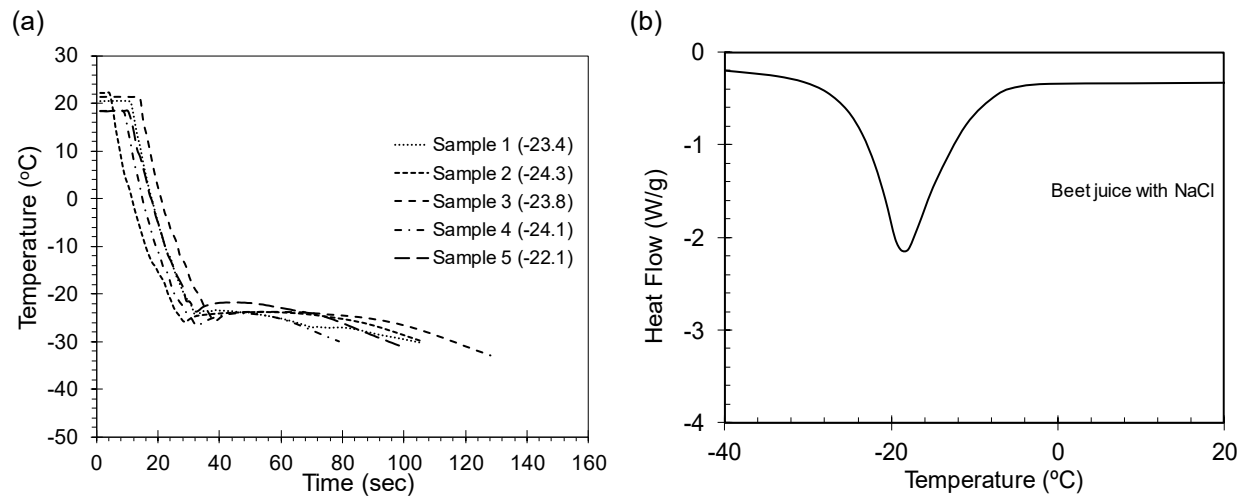 (a)
30
20
10
0
-10
-20
-30
-40
-50
Temperature (oC)
Sample 1 (-23.4)
Sample 2 (-24.3)
Sample 3 (-23.8)
Sample 4 (-24.1)
Sample 5 (-22.1)
0 20 40 60 80 100 120 140 160
Time (sec)
(b)
0
-1
-2
-3
-4
Heat Flow (W/g)
Beet juice with NaCl
-40 -20 0 20
Temperature (ºC)